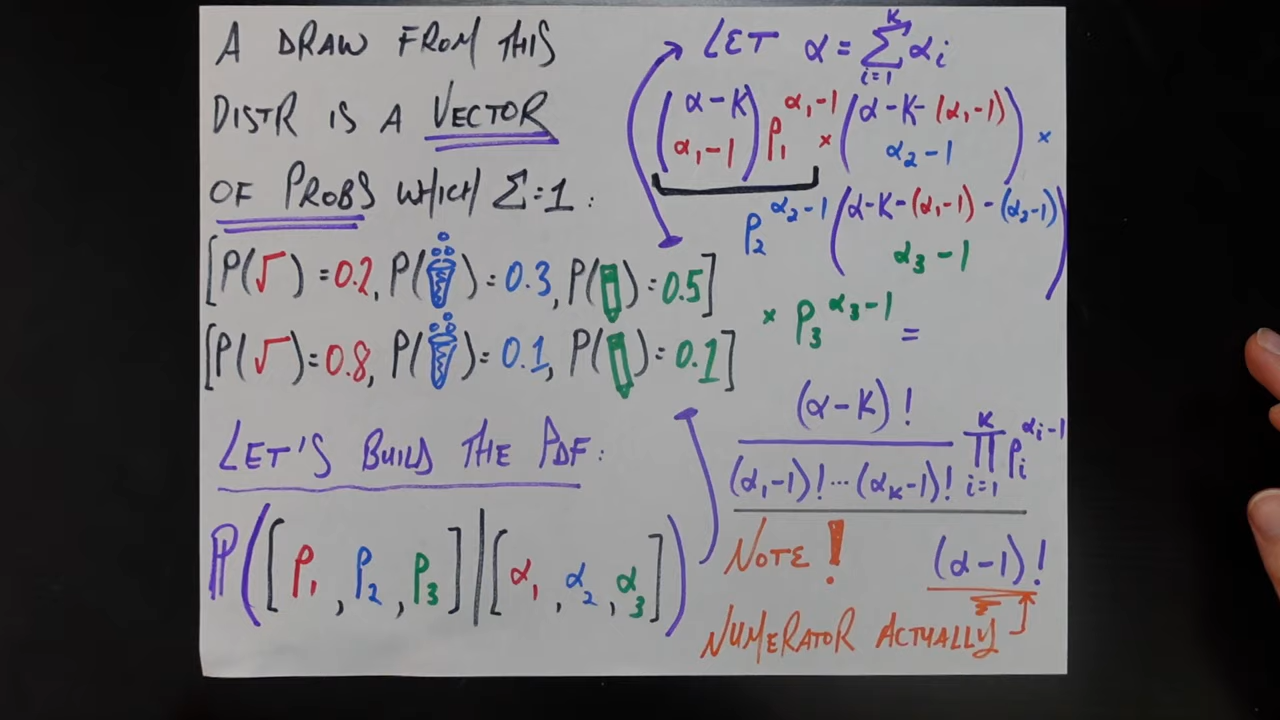 A DRAW FROM THIS
DISTR IS A VECTOR
OF PROBS WHICH Σ=1:
[P(√)=0.2, P( )=0.3, P( )=0.5]
[P(√)=0.8, P( )=0.1, P( )=0.1]
LET'S BUILD THE PDF:
P([p₁, p₂, p₃]|[α₁, α₂, α₃])
LET α = Σ_{i=1}^{K} αᵢ
(α-K choose α₁-1) p₁^{α₁-1} × (α-K-(α₁-1) choose α₂-1) ×
p₂^{α₂-1} (α-K-(α₁-1)-(α₂-1) choose α₃-1)
× p₃^{α₃-1} =
(α-K)! / (α₁-1)!···(α_K-1)! ∏_{i=1}^{K} pᵢ^{αᵢ-1}
NOTE! (α-1)!
NUMERATOR ACTUALLY